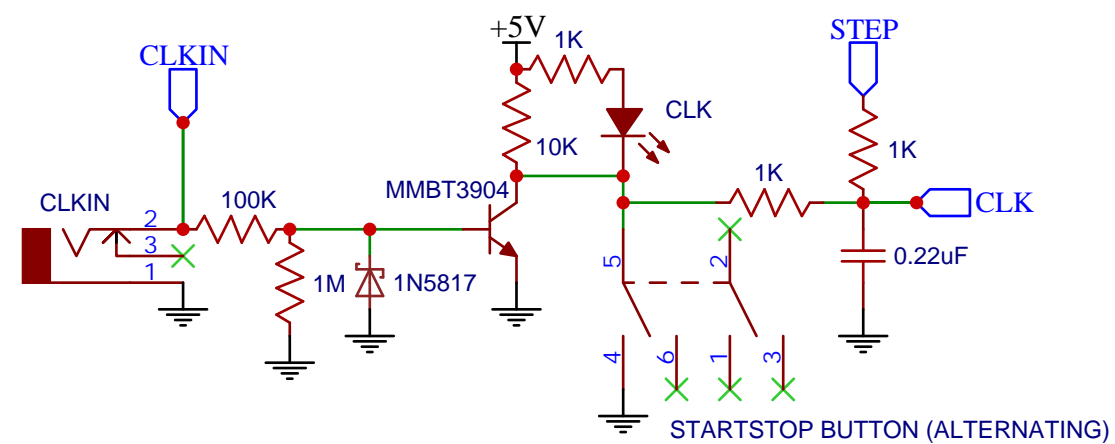 +5V
1K
STEP
CLKIN
CLK
10K
1K
1K
MMBT3904
CLKIN
100K
2
3
1
CLK
0.22uF
1M
1N5817
5
2
4
6
1
3
STARTSTOP BUTTON (ALTERNATING)